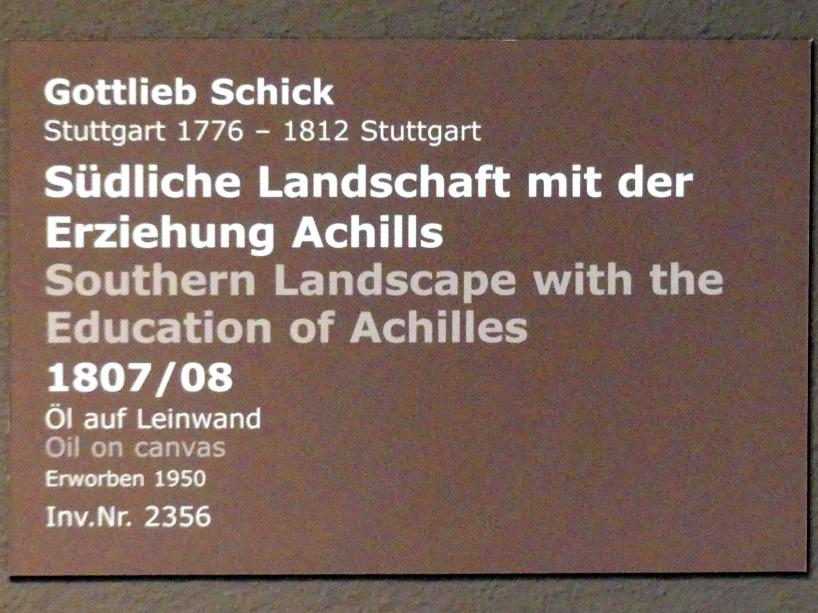 Gottlieb Schick
Stuttgart 1776 – 1812 Stuttgart
Südliche Landschaft mit der
Erziehung Achills
Southern Landscape with the
Education of Achilles
1807/08
Öl auf Leinwand
Oil on canvas
Erworben 1950
Inv.Nr. 2356